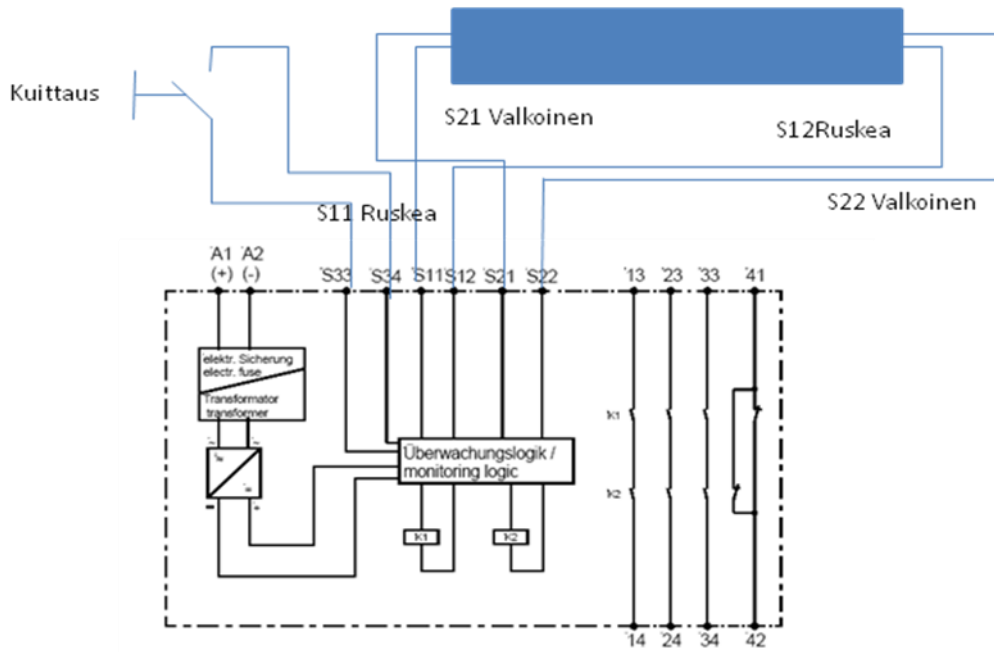 Kuittaus
S21 Valkoinen
S12Ruskea
S11 Ruskea
S22 Valkoinen
A1 A2
(+) (-)
S33 S34 S11 S12 S21 S22 13 23 33 41
elektr. Sicherung
electr. fuse
Transformator
transformer
Überwachungslogik /
monitoring logic
K1
K2
K1 K2
14 24 34 42